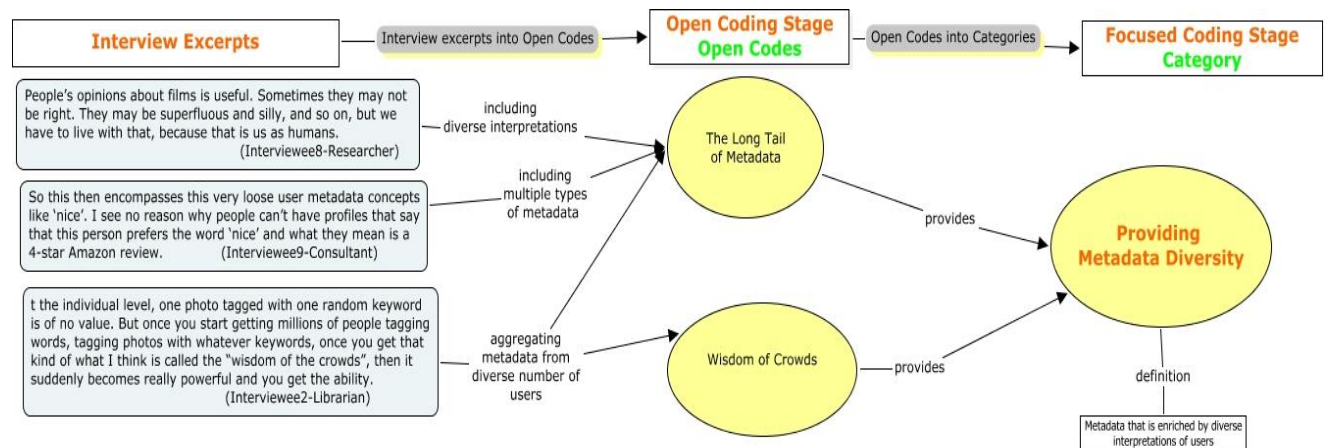 Interview Excerpts
Interview excerpts into Open Codes
Open Coding Stage
Open Codes
Open Codes into Categories
Focused Coding Stage
Category
People's opinions about films is useful. Sometimes they may not
be right. They may be superfluous and silly, and so on, but we
have to live with that, because that is us as humans.
(Interviewee8-Researcher)
including
diverse interpretations
So this then encompasses this very loose user metadata concepts
like 'nice'. I see no reason why people can't have profiles that say
that this person prefers the word 'nice' and what they mean is a
4-star Amazon review. (Interviewee9-Consultant)
including
multiple types
of metadata
t the individual level, one photo tagged with one random keyword
is of no value. But once you start getting millions of people tagging
words, tagging photos with whatever keywords, once you get that
kind of what I think is called the "wisdom of the crowds", then it
suddenly becomes really powerful and you get the ability.
(Interviewee2-Librarian)
aggregating
metadata from
diverse number of
users
The Long Tail
of Metadata
provides
Wisdom of Crowds
provides
Providing
Metadata Diversity
definition
Metadata that is enriched by diverse
interpretations of users